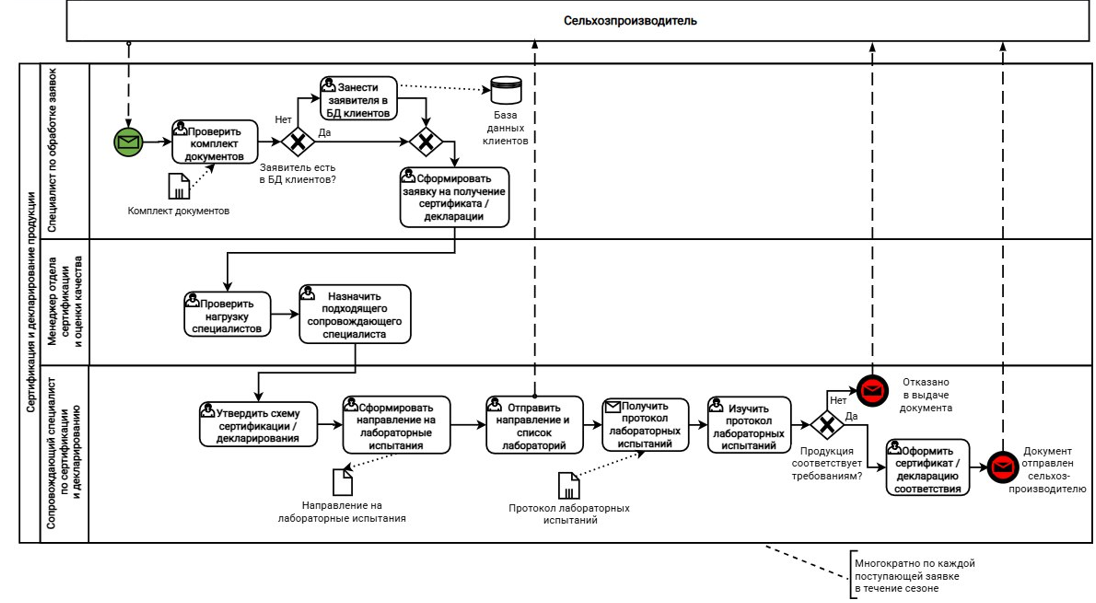 Сельхозпроизводитель
Сертификация и декларирование продукции
Специалист по обработке заявок
Проверить
комплект
документов
Комплект документов
Нет
Да
Заявитель есть
в БД клиентов?
Занести
заявителя в
БД клиентов
База
данных
клиентов
Сформировать
заявку на получение
сертификата /
декларации
Менеджер отдела
сертификации
и оценки качества
Проверить
нагрузку
специалистов
Назначить
подходящего
сопровождающего
специалиста
Сопровождающий специалист
по сертификации
и декларированию
Утвердить схему
сертификации /
декларирования
Сформировать
направление на
лабораторные
испытания
Направление на
лабораторные испытания
Отправить
направление и
список
лабораторий
Получить
протокол
лабораторных
испытаний
Протокол лабораторных
испытаний
Изучить
протокол
лабораторных
испытаний
Нет
Да
Продукция
соответствует
требованиям?
Отказано
в выдаче
документа
Оформить
сертификат /
декларацию
соответствия
Документ
отправлен
сельхоз-
производителю
Многократно по каждой
поступающей заявке
в течение сезоне